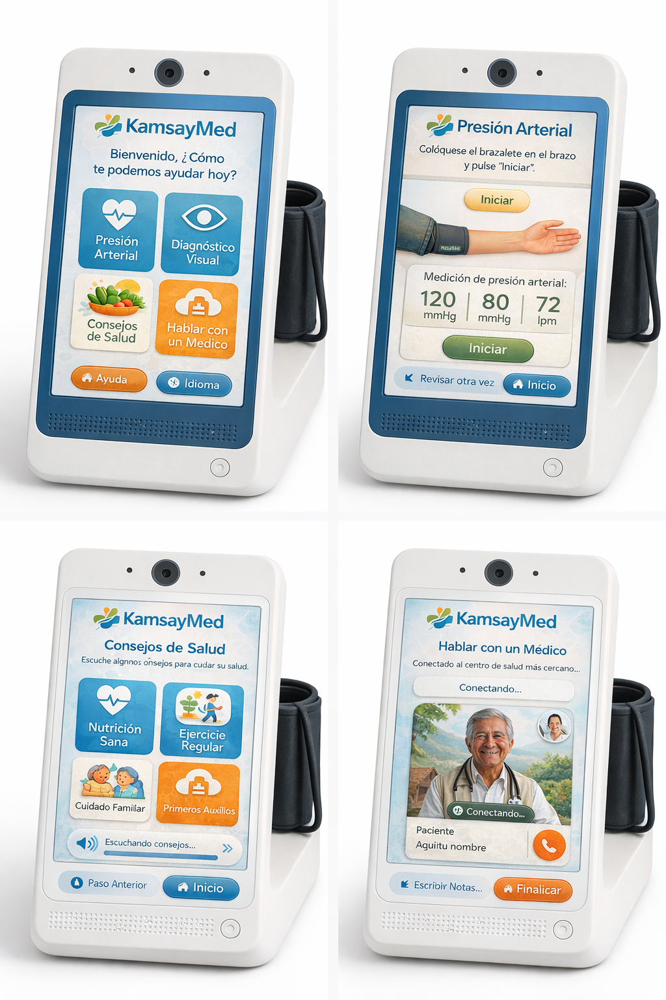 KamsayMed
Bienvenido, ¿Cómo
te podemos ayudar hoy?
Presión
Arterial
Diagnóstico
Visual
Consejos
de Salud
Hablar con
un Medico
Ayuda
Idioma
Presión Arterial
Colóquese el brazalete en el brazo
y pulse "Iniciar".
Iniciar
Medición de presión arterial:
120
mmHg
80
mmHg
72
lpm
Iniciar
Revisar otra vez
Inicio
KamsayMed
Consejos de Salud
Escuche algnnos onsejos para cudar su salud.
Nutrición
Sana
Ejercicie
Regular
Cuidado Familiar
Primeros Auxilios
Escuchando consejos...
Paso Anterior
Inicio
KamsayMed
Hablar con un Médico
Conectado al centro de salud más cercano...
Conectando...
Conectando...
Paciente
Aguitu nombre
Escribir Notas...
Finalicar